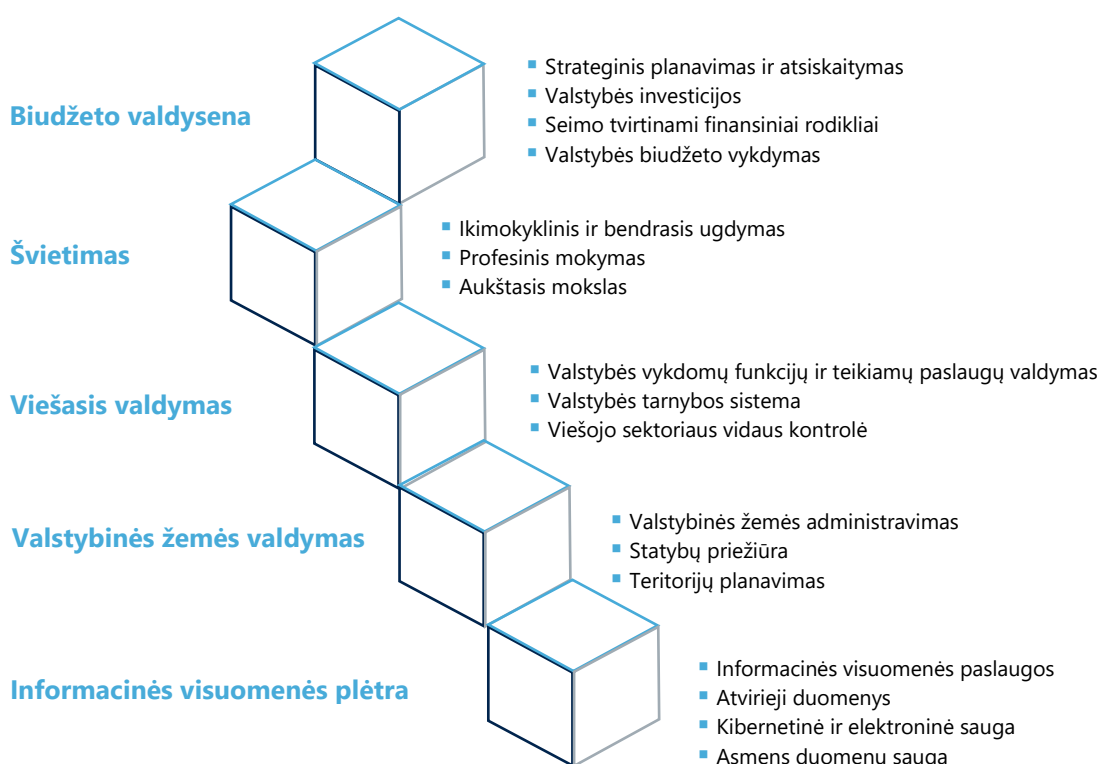 Biudžeto valdysena
Strateginis planavimas ir atsiskaitymas
Valstybės investicijos
Seimo tvirtinami finansiniai rodikliai
Valstybės biudžeto vykdymas
Švietimas
Ikimokyklinis ir bendrasis ugdymas
Profesinis mokymas
Aukštasis mokslas
Viešasis valdymas
Valstybės vykdomų funkcijų ir teikiamų paslaugų valdymas
Valstybės tarnybos sistema
Viešojo sektoriaus vidaus kontrolė
Valstybinės žemės valdymas
Valstybinės žemės administravimas
Statybų priežiūra
Teritorijų planavimas
Informacinės visuomenės plėtra
Informacinės visuomenės paslaugos
Atvirieji duomenys
Kibernetinė ir elektroninė sauga
Asmens duomenų sauga